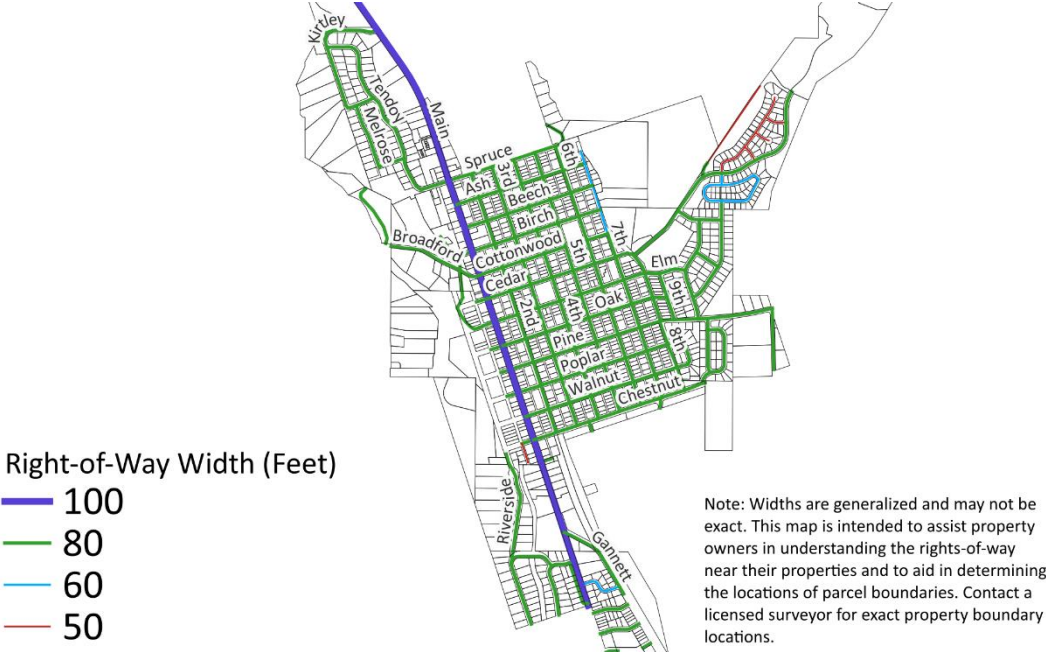 Kirtley
Tendoy
Melrose
Main
Spruce
6th
3rd
Ash
Beech
Birch
7th
Broadford
Cottonwood
5th
Elm
Cedar
9th
Oak
2nd
4th
Pine
8th
Poplar
Walnut
Chestnut
Riverside
Gannett
Right-of-Way Width (Feet)
100
80
60
50
Note: Widths are generalized and may not be
exact. This map is intended to assist property
owners in understanding the rights-of-way
near their properties and to aid in determining
the locations of parcel boundaries. Contact a
licensed surveyor for exact property boundary
locations.